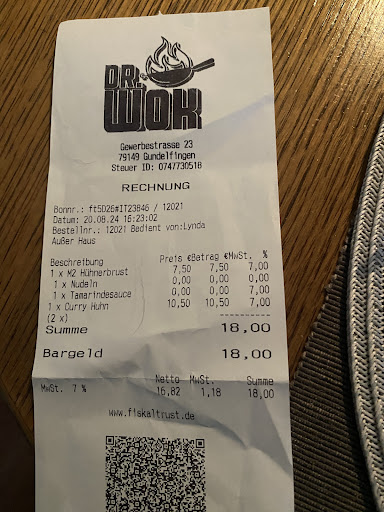 DR.
WOK
Gewerbestrasse 23
79149 Gundelfingen
Steuer ID: 0747730518
RECHNUNG
Bonnr.: ft5D26#IT23846 / 12021
Datum: 20.08.24 16:23:02
Bestellnr.: 12021 Bedient von:Lynda
Außer Haus
Beschreibung Preis €Betrag €MwSt. %
1 x M2 Hühnerbrust 7,50 7,50 7,00
1 x Nudeln 0,00 0,00 0,00
1 x Tamarindesauce 0,00 0,00 7,00
1 x Curry Huhn 10,50 10,50 7,00
(2 x)
Summe 18,00
Bargeld 18,00
Netto MwSt. Summe
MwSt. 7 % 16,82 1,18 18,00
www.fiskaltrust.de